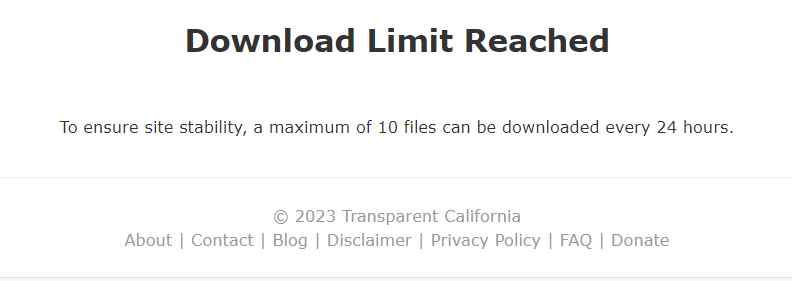 Download Limit Reached
To ensure site stability, a maximum of 10 files can be downloaded every 24 hours.
© 2023 Transparent California
About | Contact | Blog | Disclaimer | Privacy Policy | FAQ | Donate